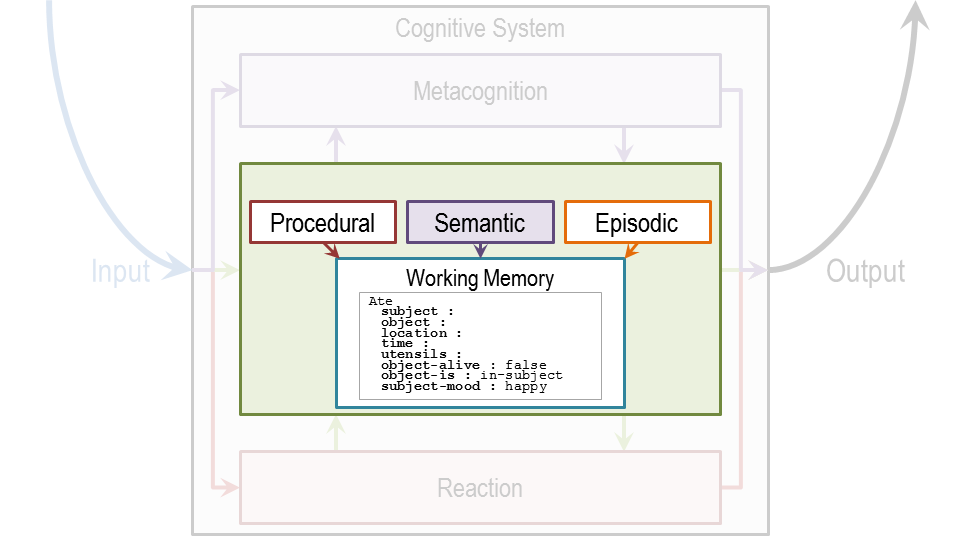 Cognitive System
Metacognition
Procedural
Semantic
Episodic
Working Memory
Ate
subject :
object :
location :
time :
utensils :
object-alive : false
object-is : in-subject
subject-mood : happy
Input
Output
Reaction